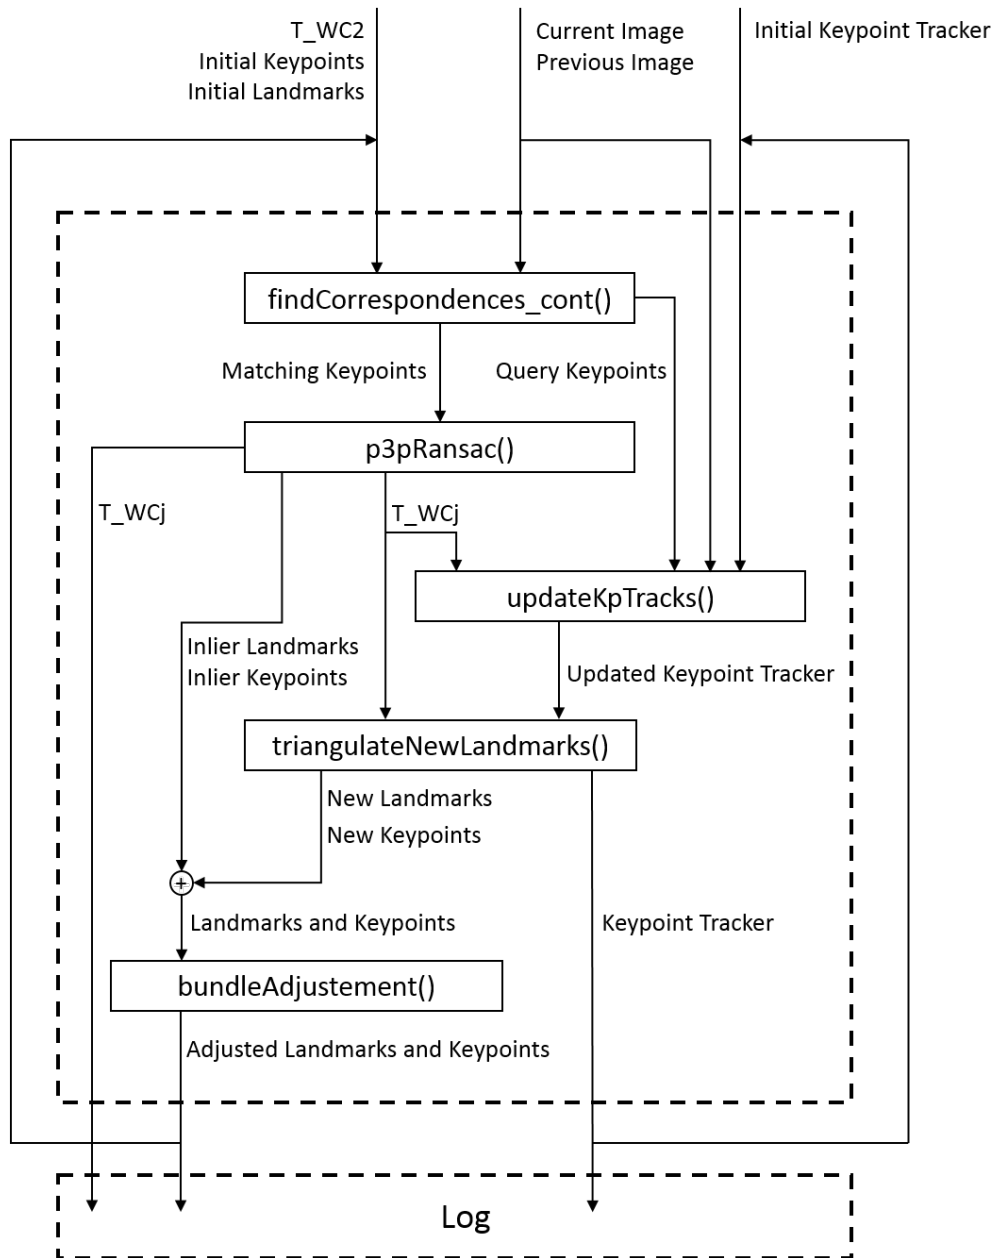 T_WC2
Initial Keypoints
Initial Landmarks
Current Image
Previous Image
Initial Keypoint Tracker
findCorrespondences_cont()
Matching Keypoints
Query Keypoints
p3pRansac()
T_WCj
T_WCj
updateKpTracks()
Inlier Landmarks
Inlier Keypoints
Updated Keypoint Tracker
triangulateNewLandmarks()
New Landmarks
New Keypoints
+
Landmarks and Keypoints
Keypoint Tracker
bundleAdjustement()
Adjusted Landmarks and Keypoints
Log